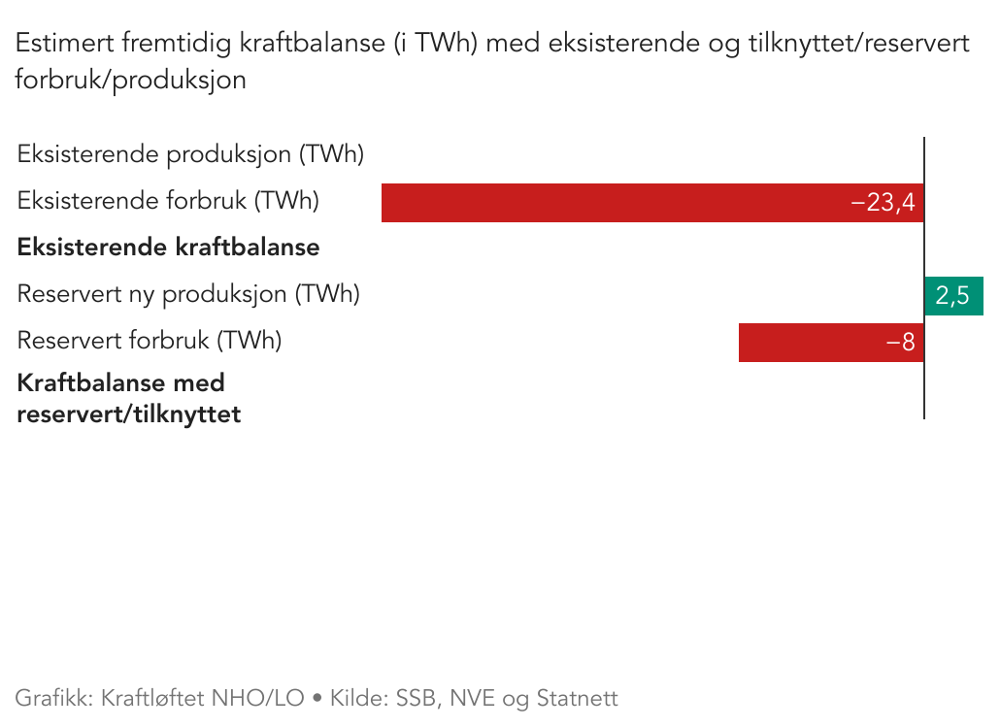 Estimert fremtidig kraftbalanse (i TWh) med eksisterende og tilknyttet/reservert
forbruk/produksjon
Eksisterende produksjon (TWh)
Eksisterende forbruk (TWh) −23,4
Eksisterende kraftbalanse
Reservert ny produksjon (TWh) 2,5
Reservert forbruk (TWh) −8
Kraftbalanse med
reservert/tilknyttet
Grafikk: Kraftløftet NHO/LO • Kilde: SSB, NVE og Statnett